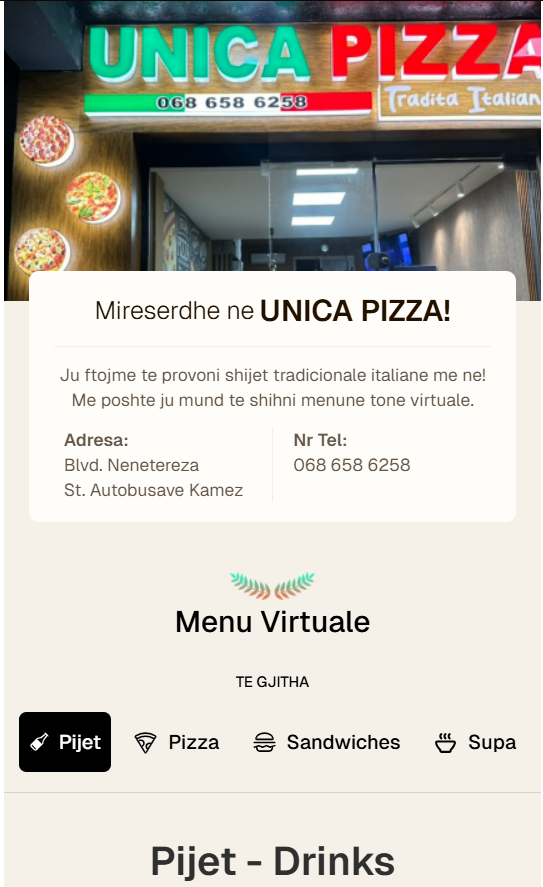 UNICA PIZZA
068 658 6258
Tradita Italian
Mireserdhe ne UNICA PIZZA!
Ju ftojme te provoni shijet tradicionale italiane me ne!
Me poshte ju mund te shihni menune tone virtuale.
Adresa:
Blvd. Nenetereza
St. Autobusave Kamez
Nr Tel:
068 658 6258
Menu Virtuale
TE GJITHA
Pijet
Pizza
Sandwiches
Supa
Pijet - Drinks